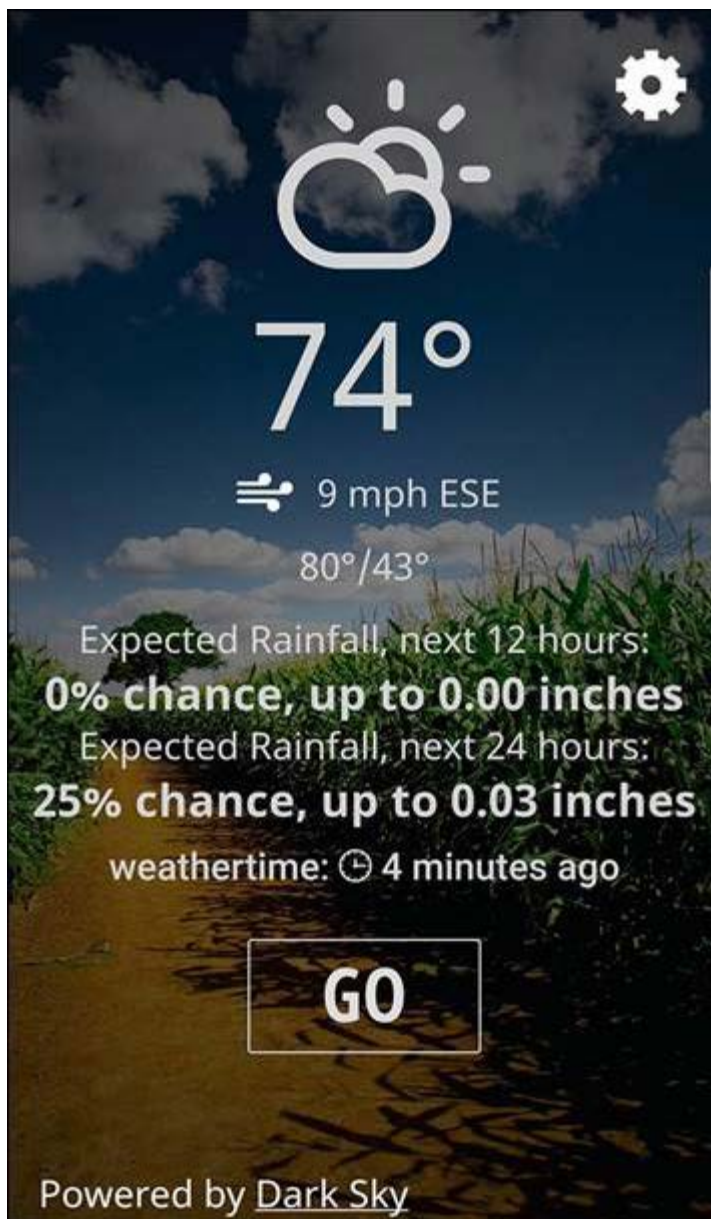 74°
9 mph ESE
80°/43°
Expected Rainfall, next 12 hours:
0% chance, up to 0.00 inches
Expected Rainfall, next 24 hours:
25% chance, up to 0.03 inches
weathertime: 4 minutes ago
GO
Powered by Dark Sky